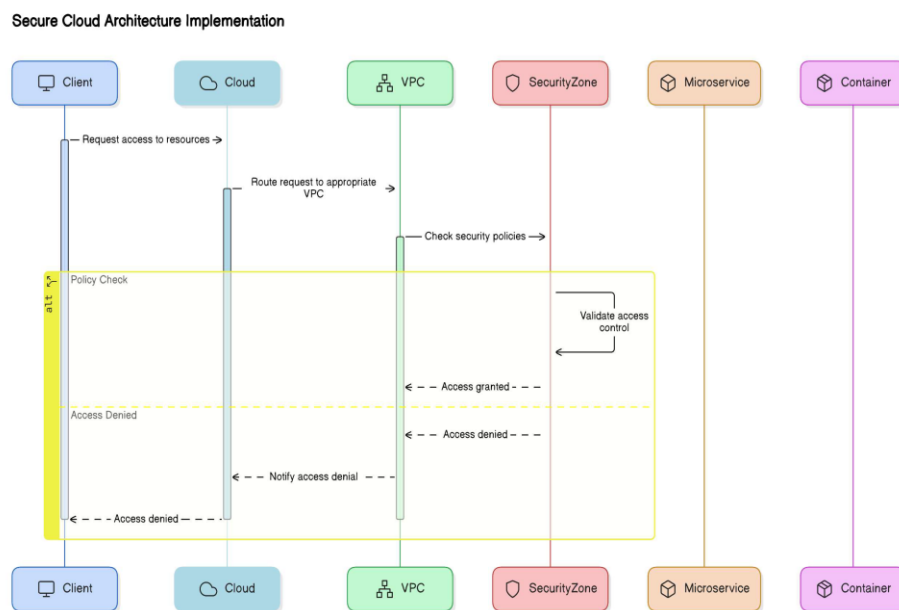 Secure Cloud Architecture Implementation
Client
Cloud
VPC
SecurityZone
Microservice
Container
Request access to resources
Route request to appropriate
VPC
Check security policies
alt
Policy Check
Validate access
control
Access granted
Access Denied
Access denied
Notify access denial
Access denied
Client
Cloud
VPC
SecurityZone
Microservice
Container